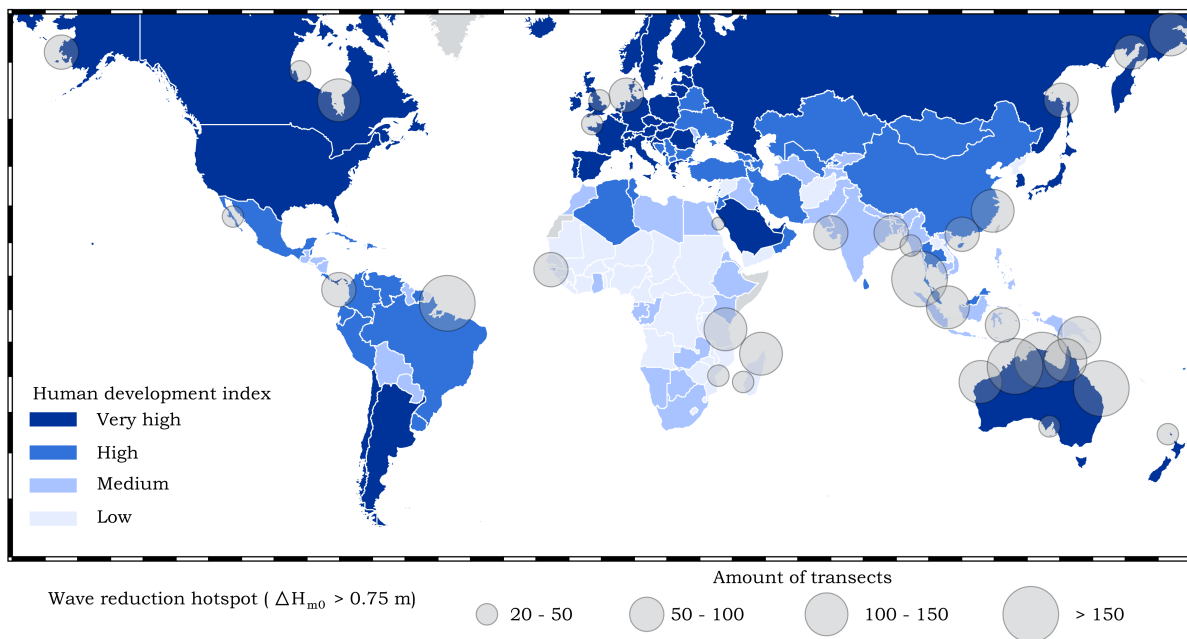 Human development index
Very high
High
Medium
Low
Amount of transects
Wave reduction hotspot ( △Hm0 > 0.75 m)
20 - 50
50 - 100
100 - 150
> 150